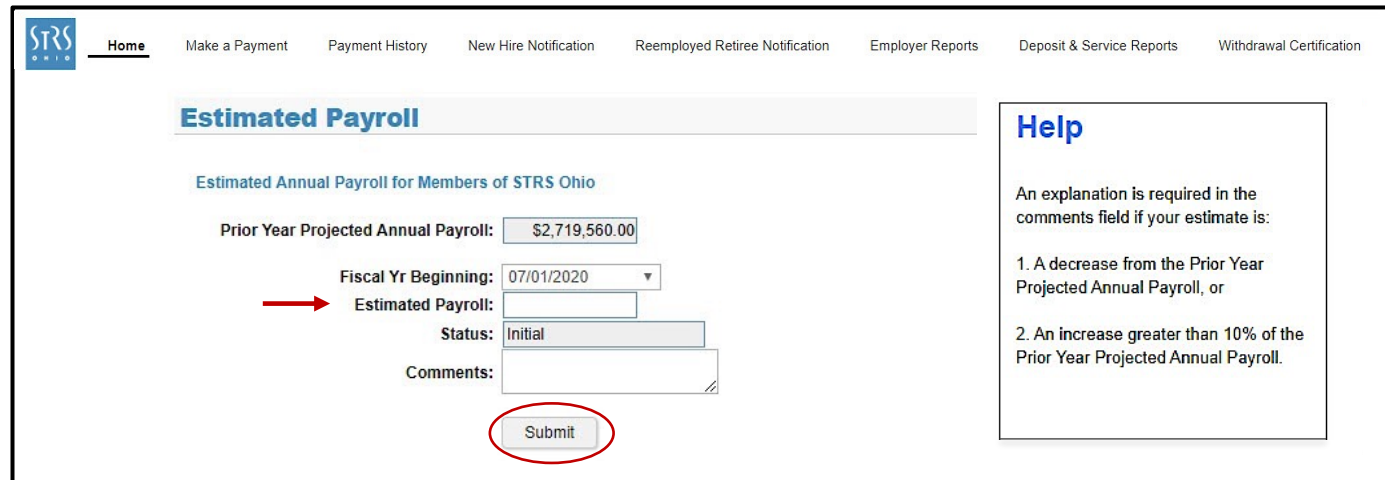 STRS
OHIO
Home Make a Payment Payment History New Hire Notification Reemployed Retiree Notification Employer Reports Deposit & Service Reports Withdrawal Certification
Estimated Payroll
Estimated Annual Payroll for Members of STRS Ohio
Prior Year Projected Annual Payroll: $2,719,560.00
Fiscal Yr Beginning: 07/01/2020
Estimated Payroll:
Status: Initial
Comments:
Submit
Help
An explanation is required in the
comments field if your estimate is:
1. A decrease from the Prior Year
Projected Annual Payroll, or
2. An increase greater than 10% of the
Prior Year Projected Annual Payroll.